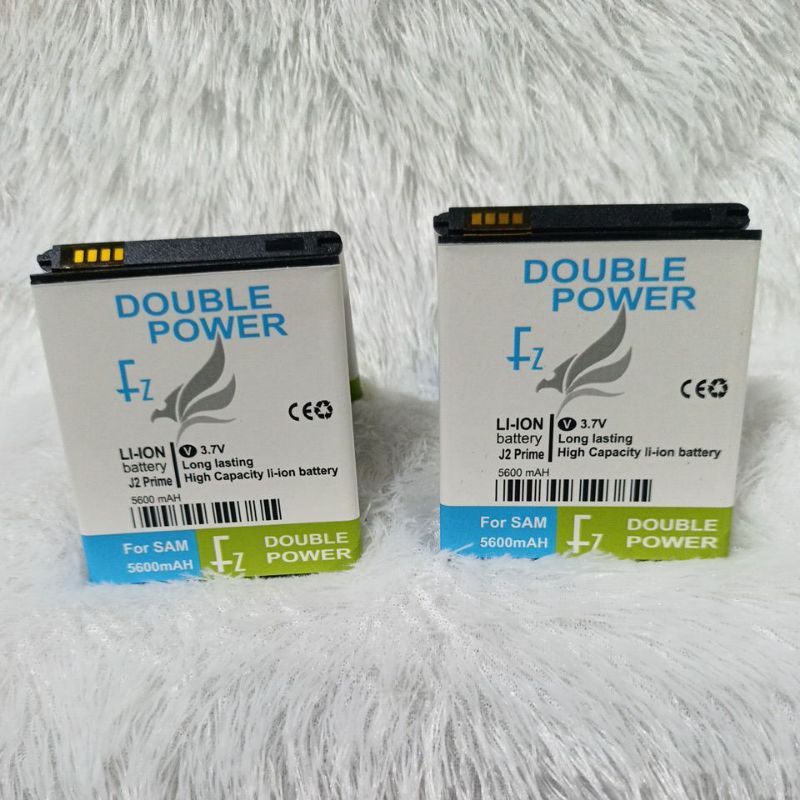 DOUBLE
POWER
Fz
CE
LI-ION
battery
J2 Prime
V 3.7V
Long lasting
High Capacity li-ion battery
5600 mAH
For SAM
5600mAH
Fz
DOUBLE
POWER
DOUBLE
POWER
Fz
CE
LI-ION
battery
J2 Prime
V 3.7V
Long lasting
High Capacity li-ion battery
5600 mAH
For SAM
5600mAH
Fz
DOUBLE
POWER